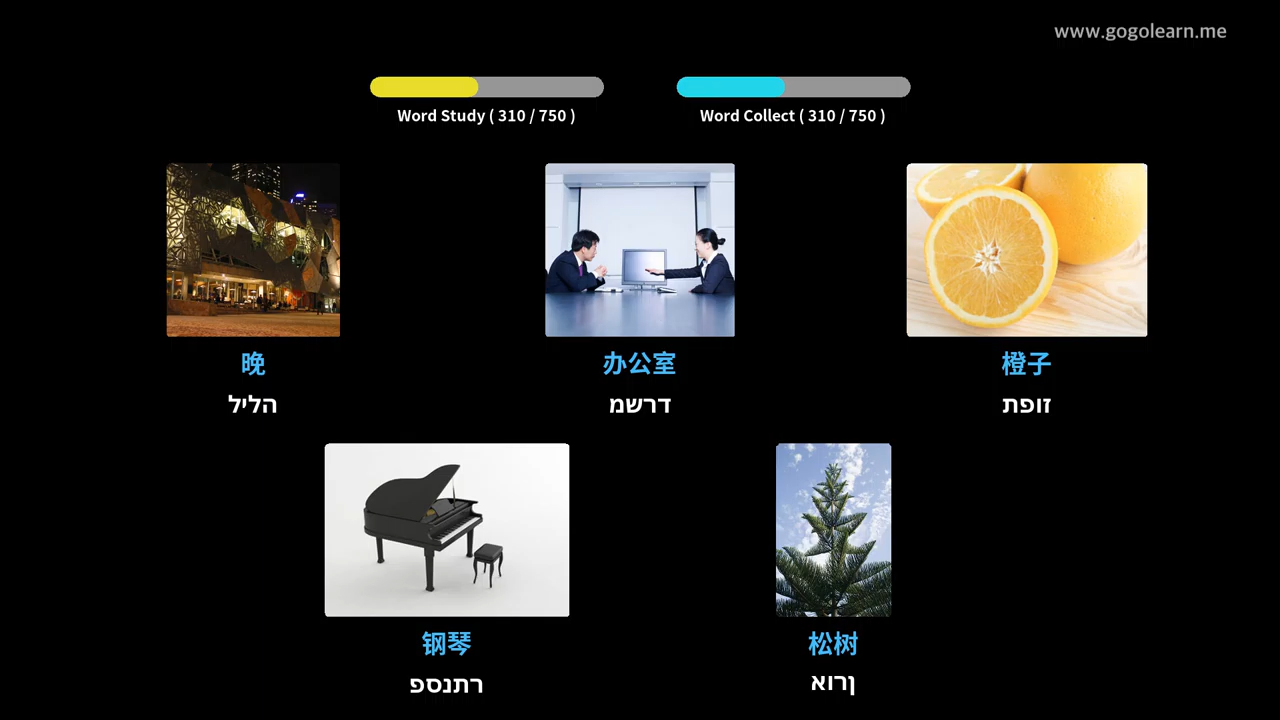 www.gogolearn.me
Word Study ( 310 / 750 )
Word Collect ( 310 / 750 )
晚
הליל
办公室
דרשמ
橙子
זופת
钢琴
רתנספ
松树
ןרוא